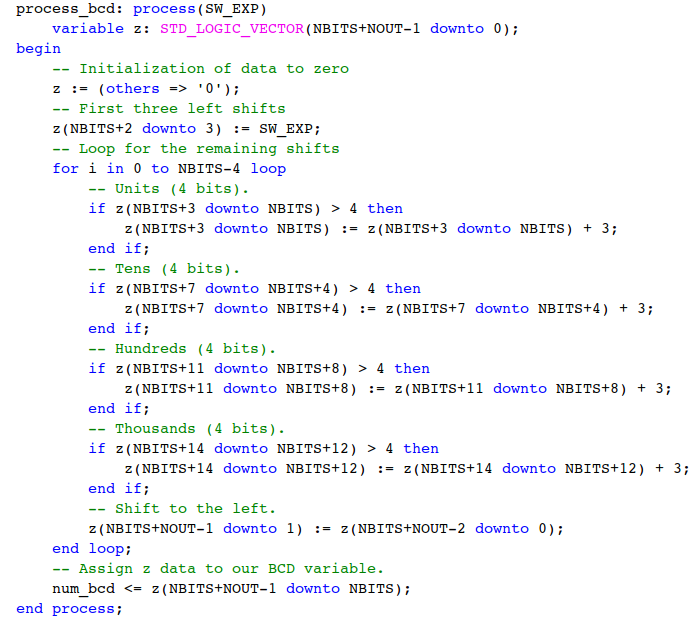 process_bcd: process(SW_EXP)
    variable z: STD_LOGIC_VECTOR(NBITS+NOUT-1 downto 0);
begin
    -- Initialization of data to zero
    z := (others => '0');
    -- First three left shifts
    z(NBITS+2 downto 3) := SW_EXP;
    -- Loop for the remaining shifts
    for i in 0 to NBITS-4 loop
        -- Units (4 bits).
        if z(NBITS+3 downto NBITS) > 4 then
            z(NBITS+3 downto NBITS) := z(NBITS+3 downto NBITS) + 3;
        end if;
        -- Tens (4 bits).
        if z(NBITS+7 downto NBITS+4) > 4 then
            z(NBITS+7 downto NBITS+4) := z(NBITS+7 downto NBITS+4) + 3;
        end if;
        -- Hundreds (4 bits).
        if z(NBITS+11 downto NBITS+8) > 4 then
            z(NBITS+11 downto NBITS+8) := z(NBITS+11 downto NBITS+8) + 3;
        end if;
        -- Thousands (4 bits).
        if z(NBITS+14 downto NBITS+12) > 4 then
            z(NBITS+14 downto NBITS+12) := z(NBITS+14 downto NBITS+12) + 3;
        end if;
        -- Shift to the left.
        z(NBITS+NOUT-1 downto 1) := z(NBITS+NOUT-2 downto 0);
    end loop;
    -- Assign z data to our BCD variable.
    num_bcd <= z(NBITS+NOUT-1 downto NBITS);
end process;